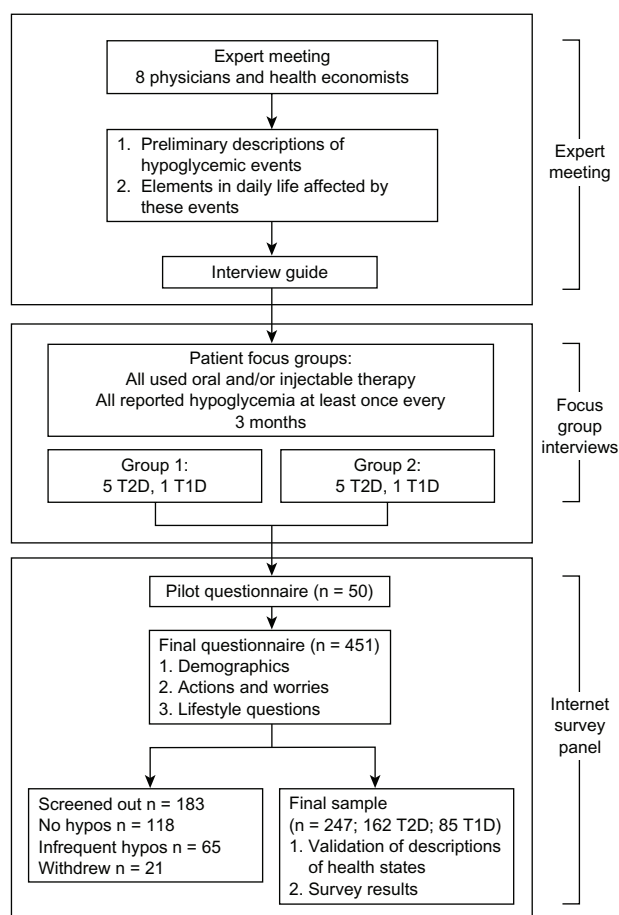 Expert meeting
8 physicians and health economists
1. Preliminary descriptions of
hypoglycemic events
2. Elements in daily life affected by
these events
Interview guide
Expert
meeting
Patient focus groups:
All used oral and/or injectable therapy
All reported hypoglycemia at least once every
3 months
Group 1:
5 T2D, 1 T1D
Group 2:
5 T2D, 1 T1D
Focus
group
interviews
Pilot questionnaire (n = 50)
Final questionnaire (n = 451)
1. Demographics
2. Actions and worries
3. Lifestyle questions
Screened out n = 183
No hypos n = 118
Infrequent hypos n = 65
Withdrew n = 21
Final sample
(n = 247; 162 T2D; 85 T1D)
1. Validation of descriptions
of health states
2. Survey results
Internet
survey
panel